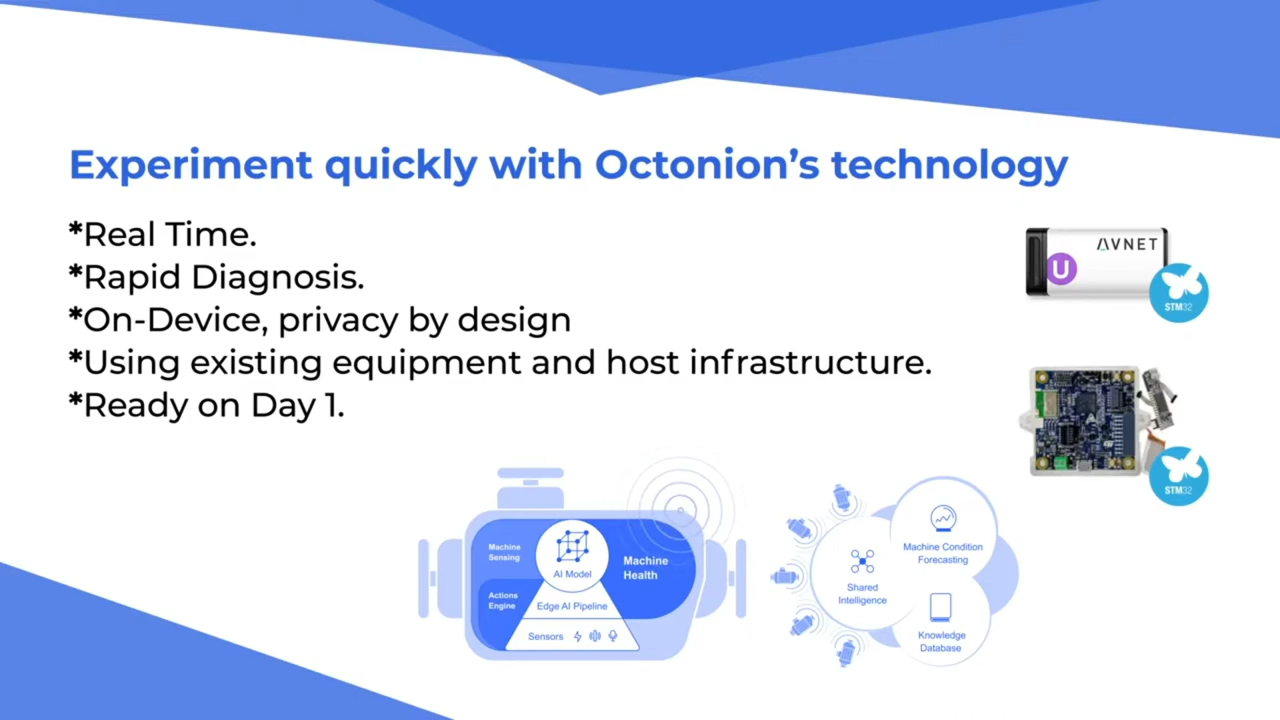 Experiment quickly with Octonion’s technology
*Real Time.
*Rapid Diagnosis.
*On-Device, privacy by design
*Using existing equipment and host infrastructure.
*Ready on Day 1.
AVNET
U
STM32
STM32
Machine
Sensing
AI Model
Machine
Health
Actions
Engine
Edge AI Pipeline
Sensors
Shared
Intelligence
Machine Condition
Forecasting
Knowledge
Database